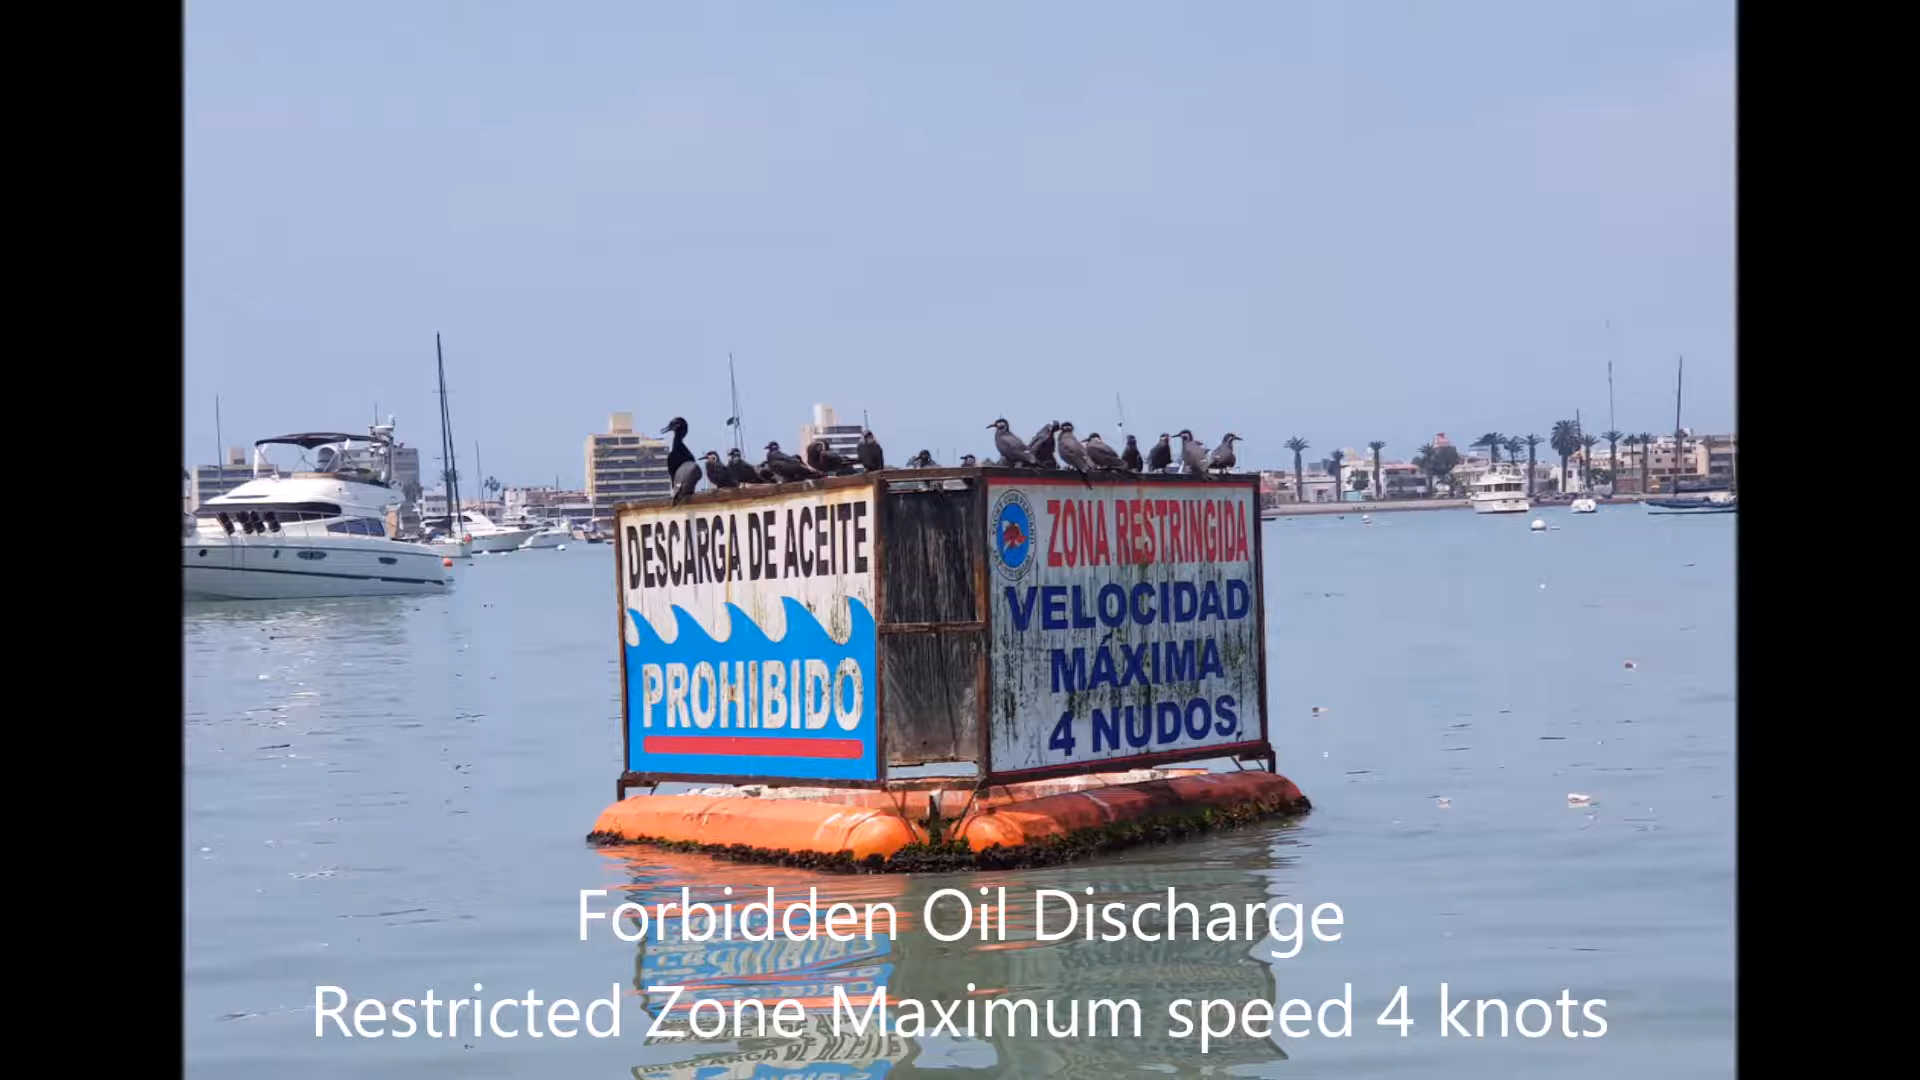 DESCARGA DE ACEITE
PROHIBIDO
ZONA RESTRINGIDA
VELOCIDAD
MÁXIMA
4 NUDOS
Forbidden Oil Discharge
Restricted Zone Maximum speed 4 knots